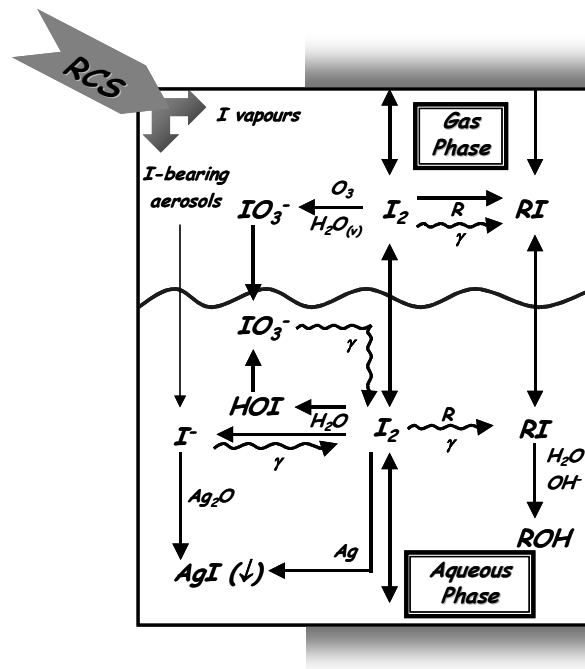 RCS
I vapours
Gas
Phase
I-bearing
aerosols
IO₃⁻
O₃
H₂O(v)
I₂
R
γ
RI
IO₃⁻
γ
HOI
H₂O
I⁻
γ
I₂
R
γ
RI
H₂O
OH⁻
Ag₂O
ROH
Ag
AgI (↓)
Aqueous
Phase